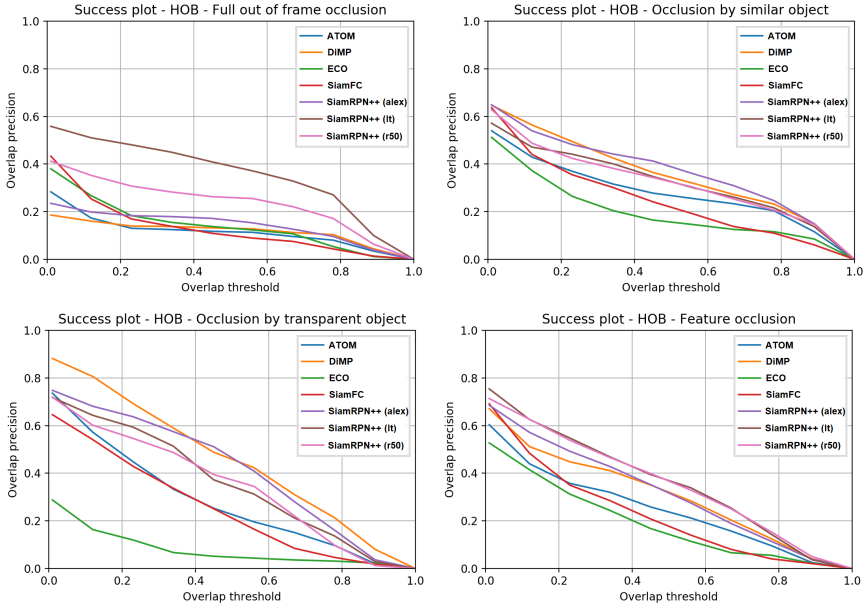 Success plot - HOB - Full out of frame occlusion
1.0
0.8
0.6
0.4
0.2
0.0
Overlap precision
ATOM
DiMP
ECO
SiamFC
SiamRPN++ (alex)
SiamRPN++ (lt)
SiamRPN++ (r50)
0.0 0.2 0.4 0.6 0.8 1.0
Overlap threshold
Success plot - HOB - Occlusion by similar object
1.0
0.8
0.6
0.4
0.2
0.0
Overlap precision
ATOM
DiMP
ECO
SiamFC
SiamRPN++ (alex)
SiamRPN++ (lt)
SiamRPN++ (r50)
0.0 0.2 0.4 0.6 0.8 1.0
Overlap threshold
Success plot - HOB - Occlusion by transparent object
1.0
0.8
0.6
0.4
0.2
0.0
Overlap precision
ATOM
DiMP
ECO
SiamFC
SiamRPN++ (alex)
SiamRPN++ (lt)
SiamRPN++ (r50)
0.0 0.2 0.4 0.6 0.8 1.0
Overlap threshold
Success plot - HOB - Feature occlusion
1.0
0.8
0.6
0.4
0.2
0.0
Overlap precision
ATOM
DiMP
ECO
SiamFC
SiamRPN++ (alex)
SiamRPN++ (lt)
SiamRPN++ (r50)
0.0 0.2 0.4 0.6 0.8 1.0
Overlap threshold